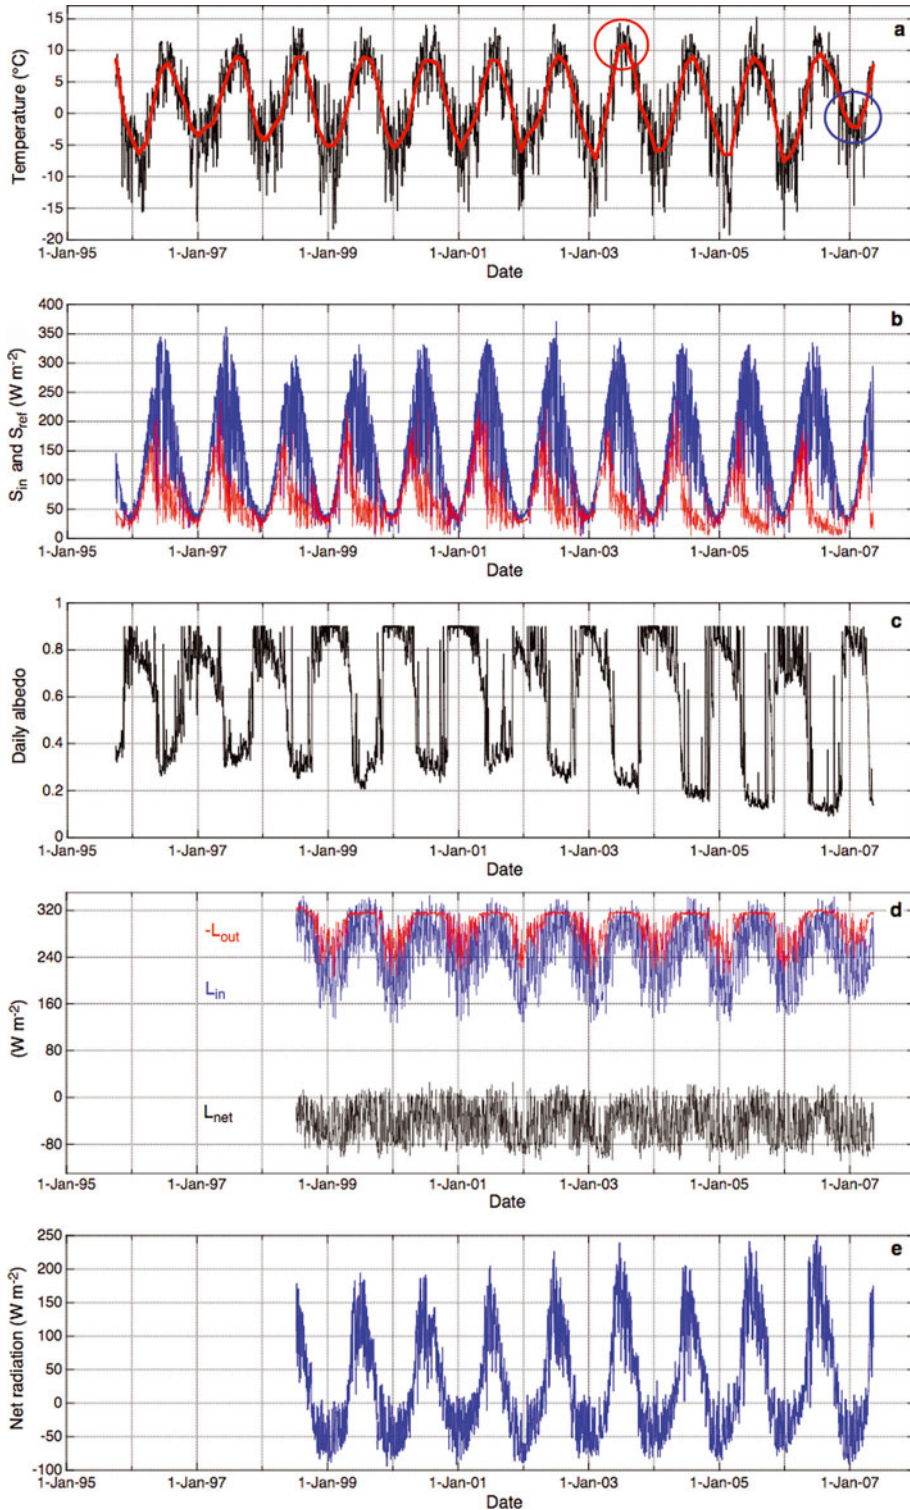 a
Temperature (°C)
15
10
5
0
-5
-10
-15
-20
1-Jan-95 1-Jan-97 1-Jan-99 1-Jan-01 1-Jan-03 1-Jan-05 1-Jan-07
Date
b
S_in and S_ref (W m⁻²)
400
350
300
250
200
150
100
50
0
1-Jan-95 1-Jan-97 1-Jan-99 1-Jan-01 1-Jan-03 1-Jan-05 1-Jan-07
Date
c
Daily albedo
1
0.8
0.6
0.4
0.2
0
1-Jan-95 1-Jan-97 1-Jan-99 1-Jan-01 1-Jan-03 1-Jan-05 1-Jan-07
Date
d
(W m⁻²)
320
240
160
80
0
-80
-L_out
L_in
L_net
1-Jan-95 1-Jan-97 1-Jan-99 1-Jan-01 1-Jan-03 1-Jan-05 1-Jan-07
Date
e
Net radiation (W m⁻²)
250
200
150
100
50
0
-50
-100
1-Jan-95 1-Jan-97 1-Jan-99 1-Jan-01 1-Jan-03 1-Jan-05 1-Jan-07
Date